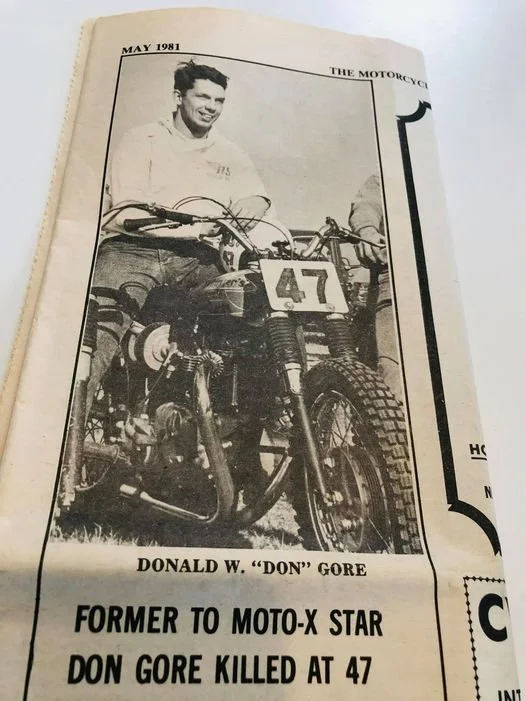 MAY 1981
THE MOTORCYC
47
DONALD W. "DON" GORE
FORMER TO MOTO-X STAR
DON GORE KILLED AT 47